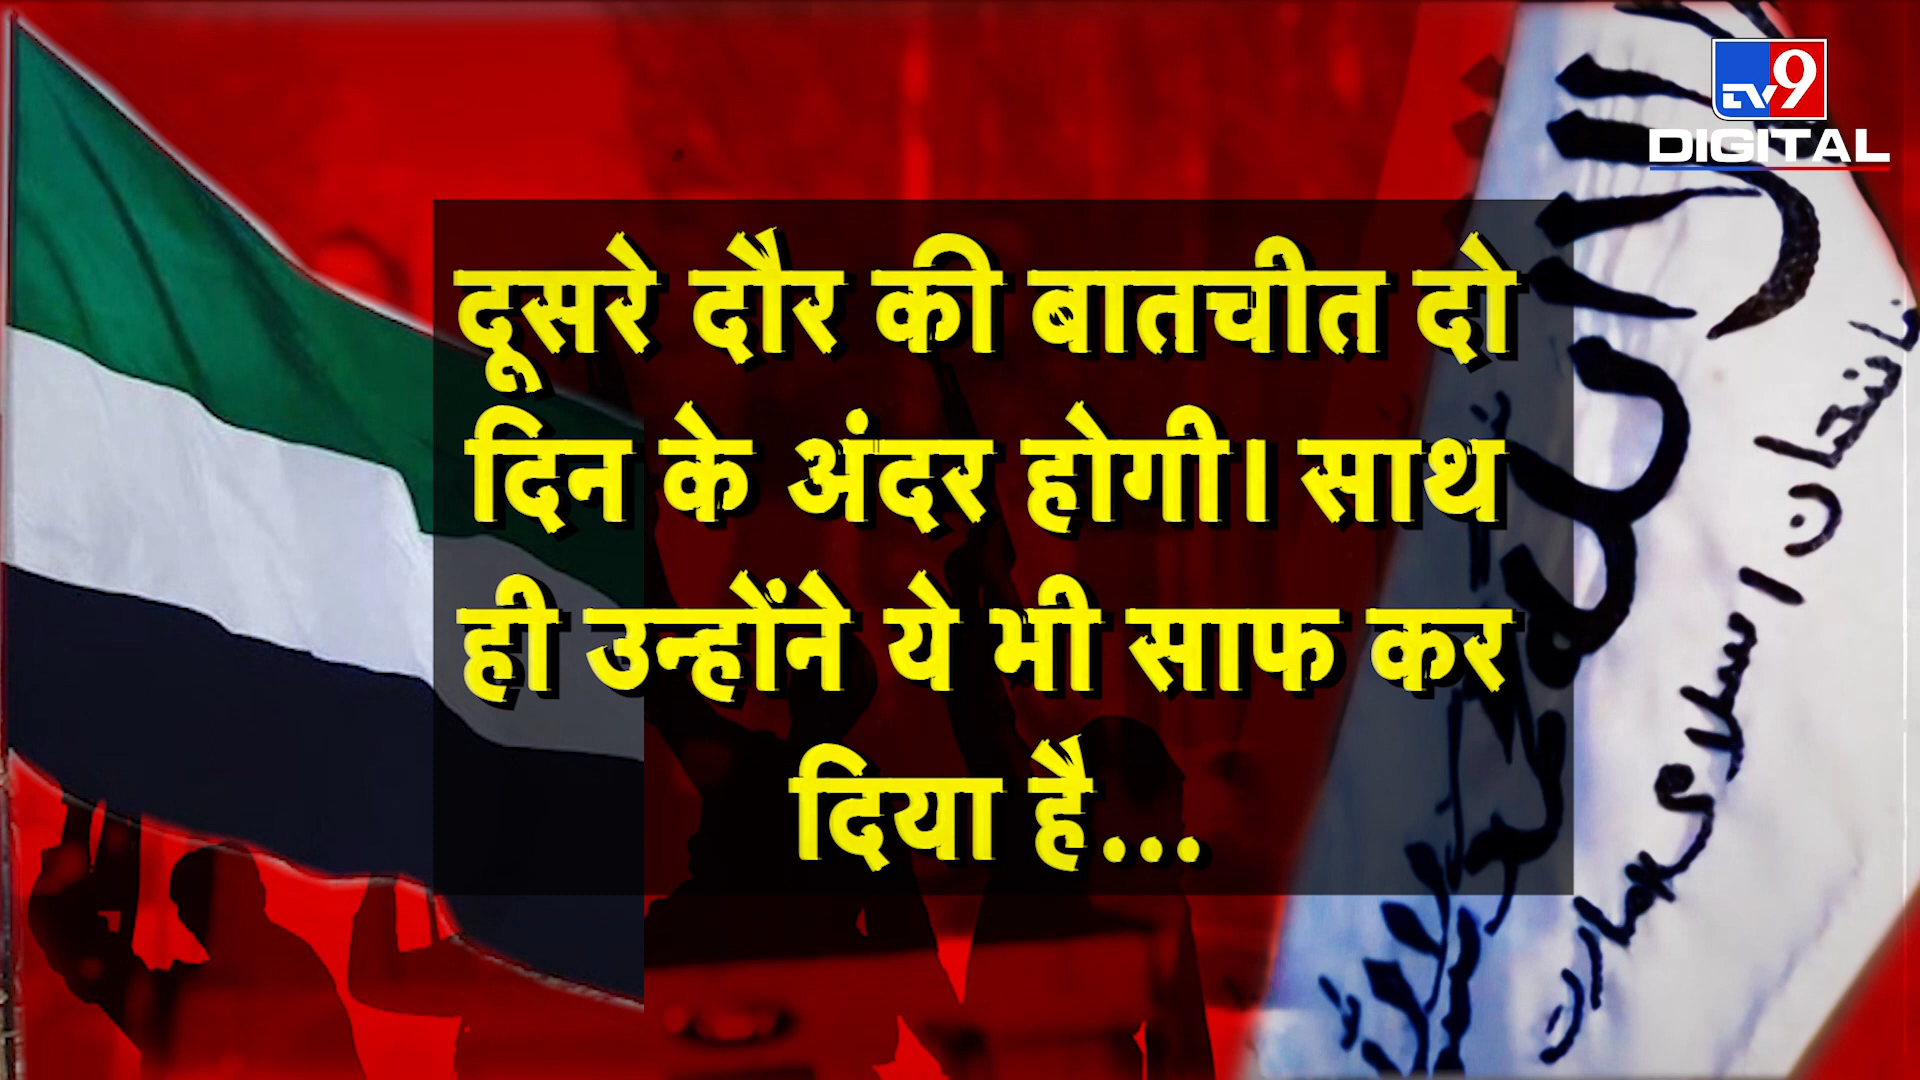 TV9
DIGITAL
दूसरे दौर की बातचीत दो
दिन के अंदर होगी। साथ
ही उन्होंने ये भी साफ कर
दिया है...